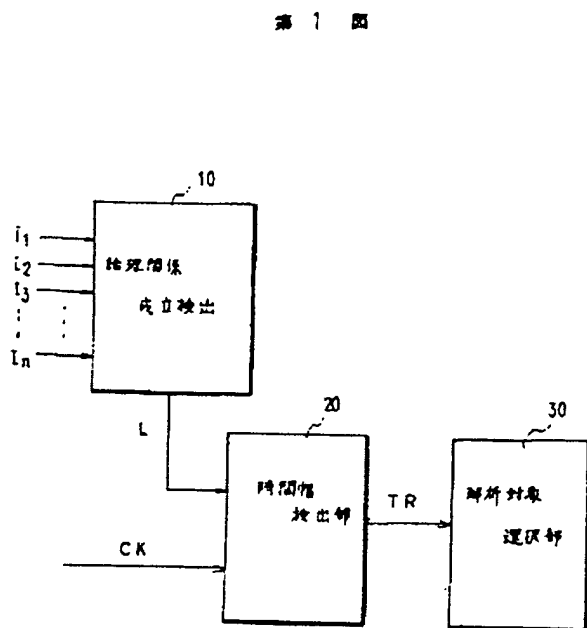 第 1 図
10
I1
I2
I3
In
論理関係
成立検出
L
20
時間幅
検出部
CK
TR
30
解析対象
選択部